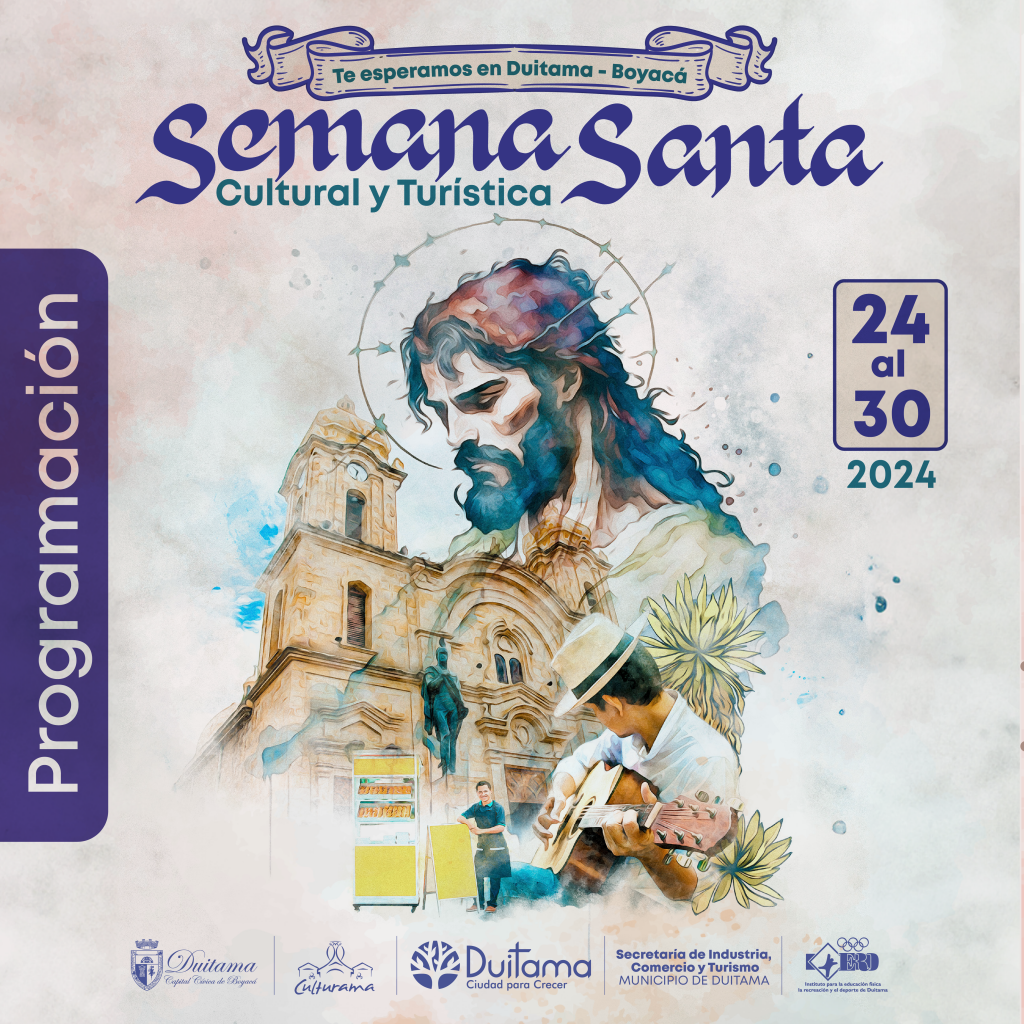 Te esperamos en Duitama - Boyacá
Semana Santa
Cultural y Turística
Programación
24
al
30
2024
Duitama
Capital Cívica de Boyacá
Culturama
Duitama
Ciudad para Crecer
Secretaria de Industria,
Comercio y Turismo
MUNICIPIO DE DUITAMA
IERD
Instituto para la educación física
la recreación y el deporte de Duitama